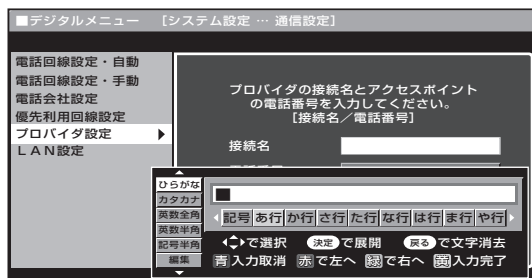 ■デジタルメニュー ［システム設定 … 通信設定］
電話回線設定・自動
電話回線設定・手動
電話会社設定
優先利用回線設定
プロバイダ設定
ＬＡＮ設定
プロバイダの接続名とアクセスポイント
の電話番号を入力してください。
［接続名／電話番号］
接続名
ひらがな
カタカナ
英数全角
英数半角
記号半角
編集
記号 あ行 か行 さ行 た行 な行 は行 ま行 や行
で選択 決定 で展開 戻る で文字消去
青 入力取消 赤 で左へ 緑 で右へ 黄 入力完了